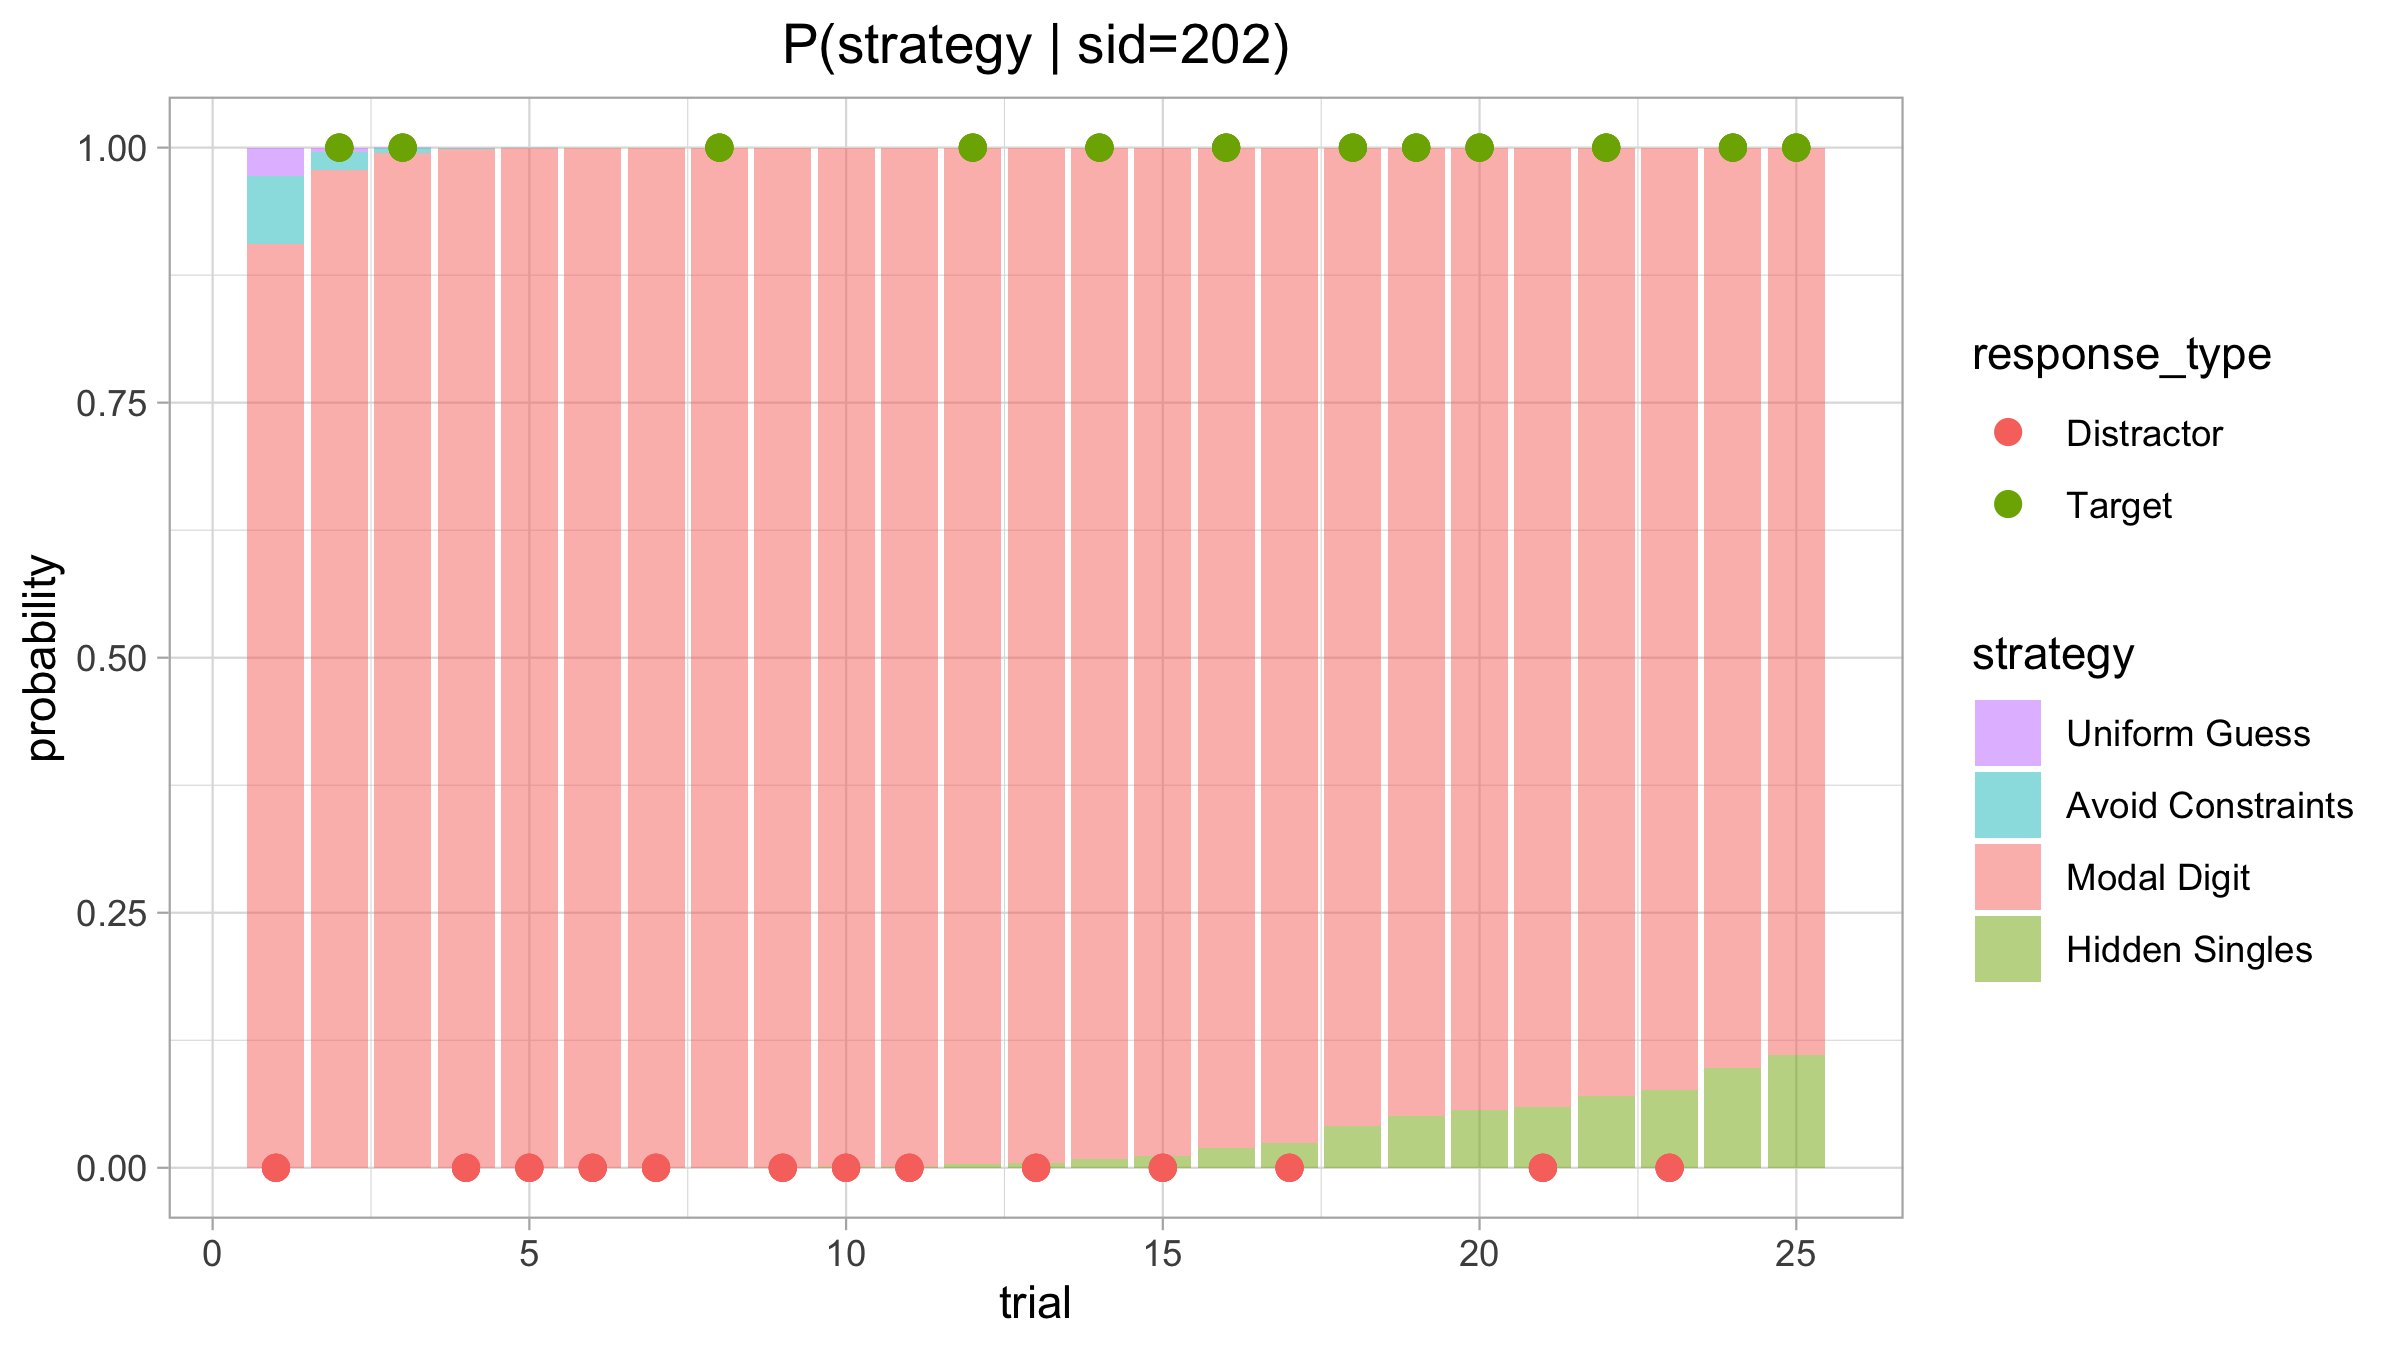 P(strategy | sid=202)
probability
1.00
0.75
0.50
0.25
0.00
0 5 10 15 20 25
trial
response_type
Distractor
Target
strategy
Uniform Guess
Avoid Constraints
Modal Digit
Hidden Singles